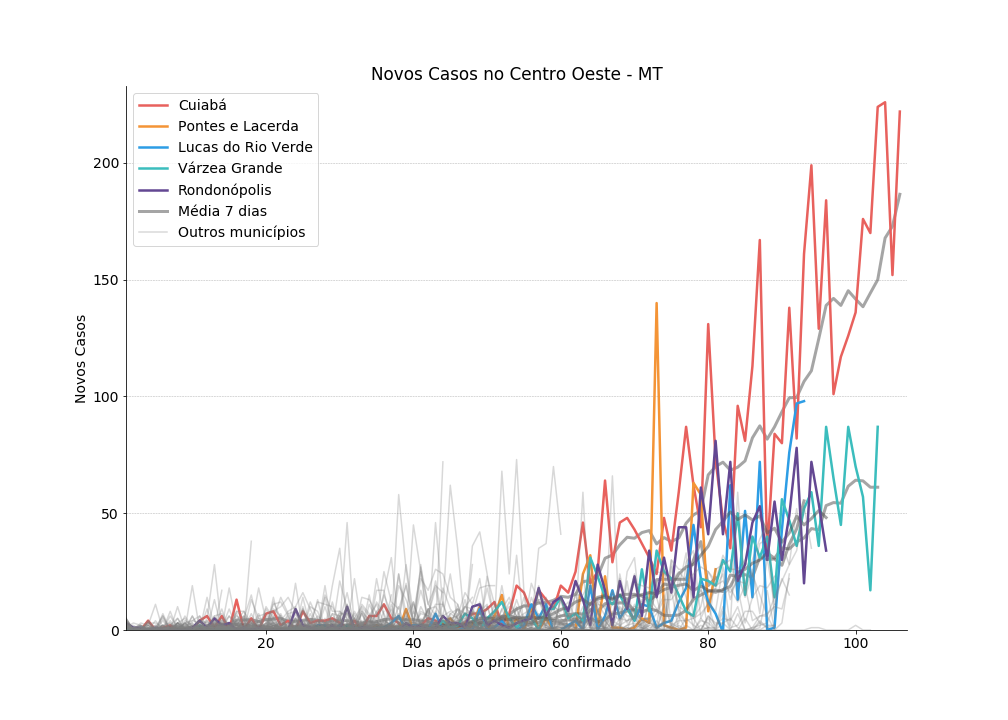 Novos Casos no Centro Oeste - MT
Cuiabá
Pontes e Lacerda
Lucas do Rio Verde
Várzea Grande
Rondonópolis
Média 7 dias
Outros municípios
200
150
100
50
0
Novos Casos
20 40 60 80 100
Dias após o primeiro confirmado